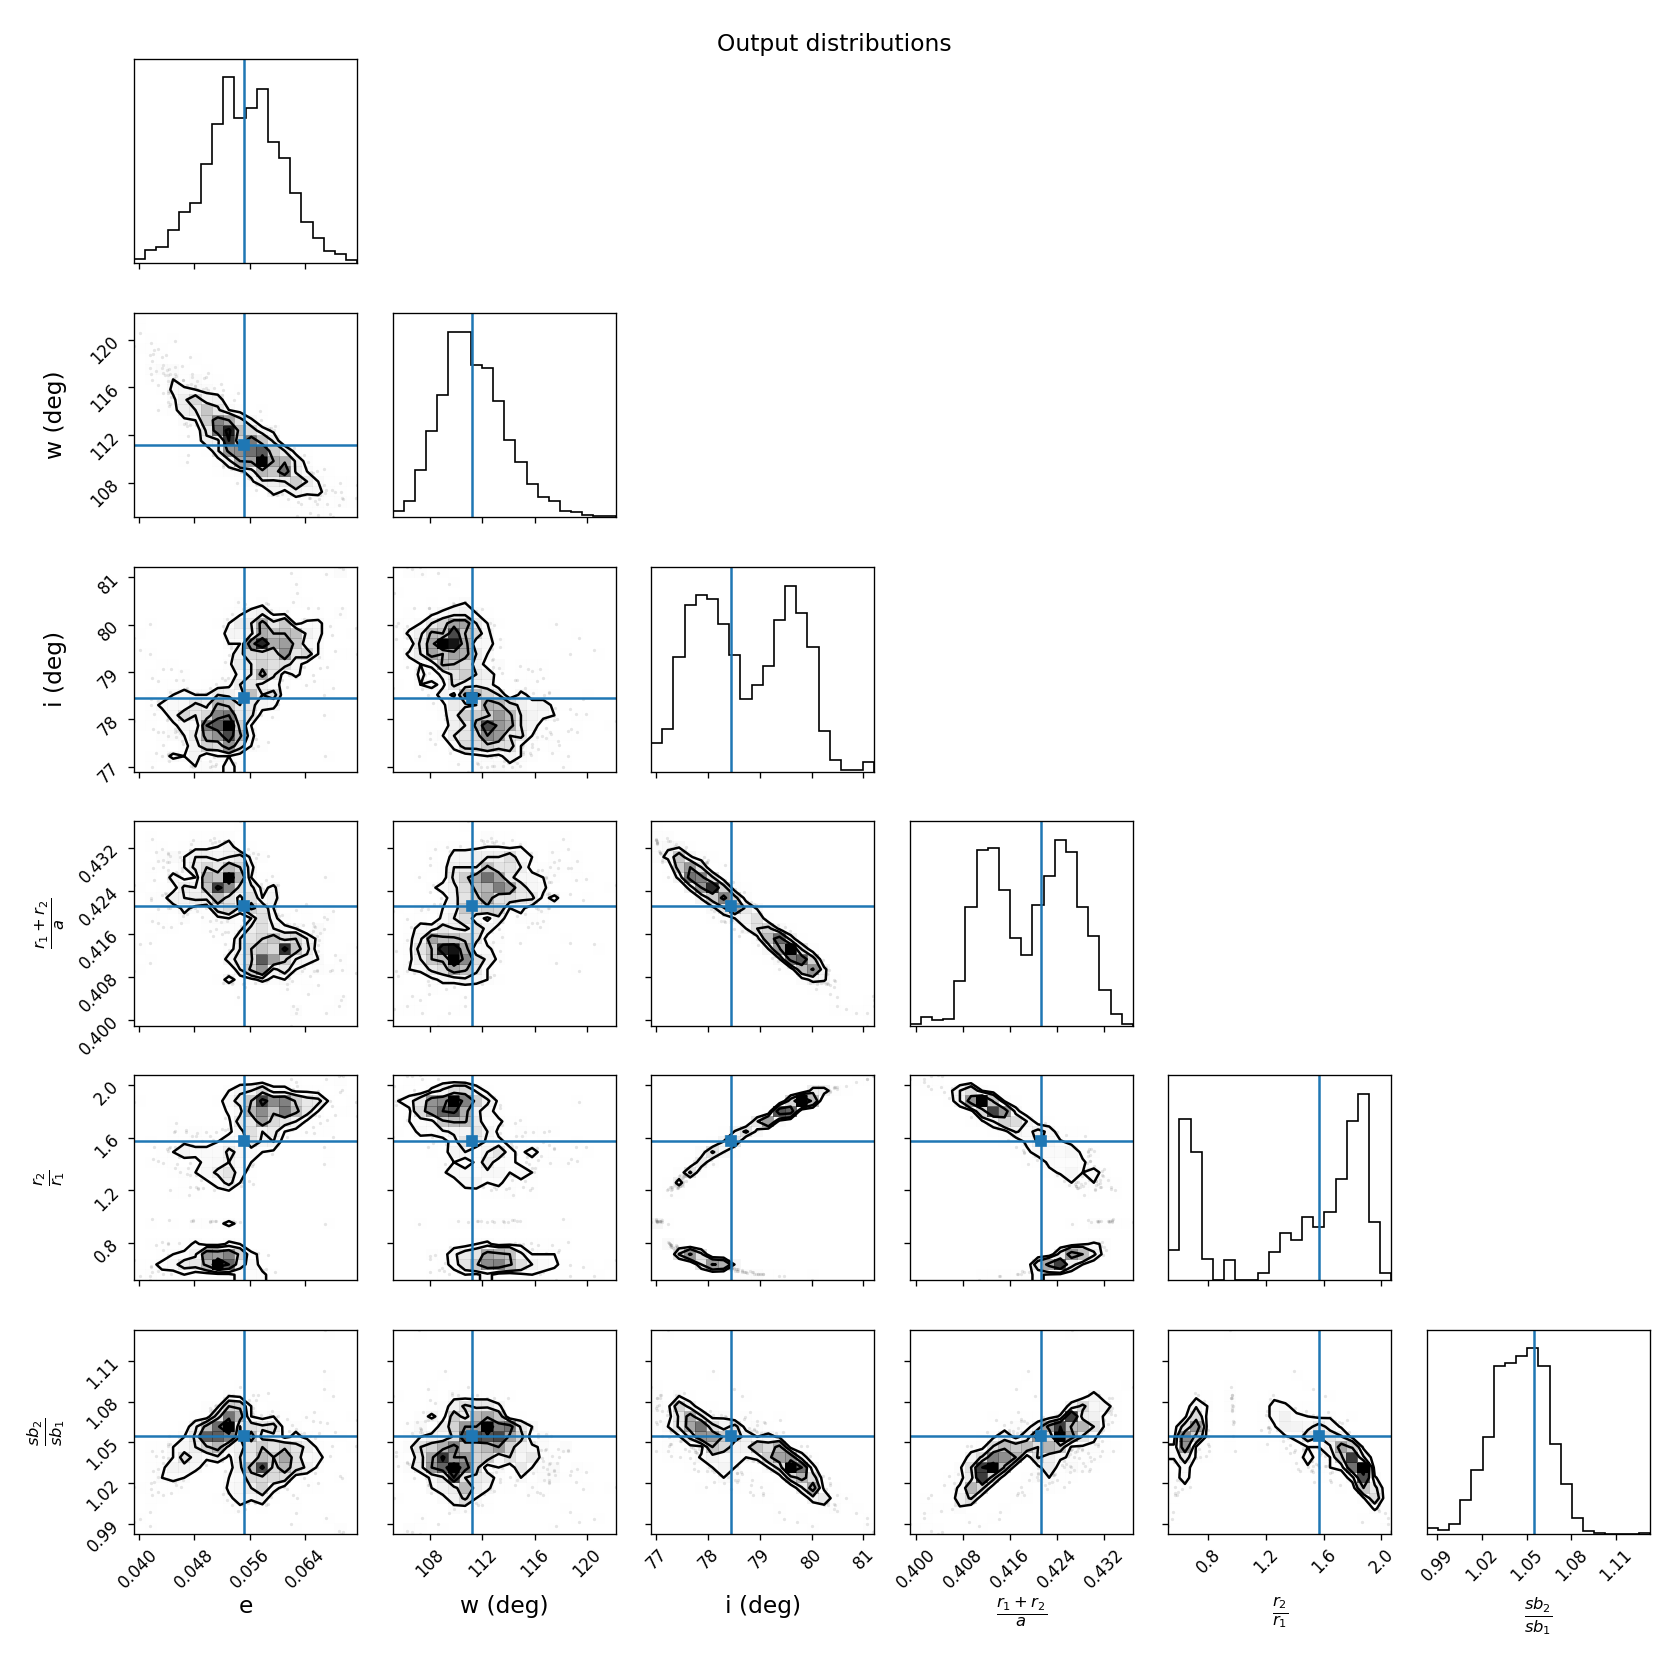 Output distributions
w (deg)
120
116
112
108
i (deg)
81
80
79
78
77
r₁ + r₂
a
0.432
0.424
0.416
0.408
0.400
r₂
r₁
2.0
1.6
1.2
0.8
sb₂
sb₁
1.11
1.08
1.05
1.02
0.99
0.040 0.048 0.056 0.064 108 112 116 120 77 78 79 80 81 0.400 0.408 0.416 0.424 0.432 0.8 1.2 1.6 2.0 0.99 1.02 1.05 1.08 1.11
e w (deg) i (deg) r₁ + r₂ r₂ sb₂
a r₁ sb₁